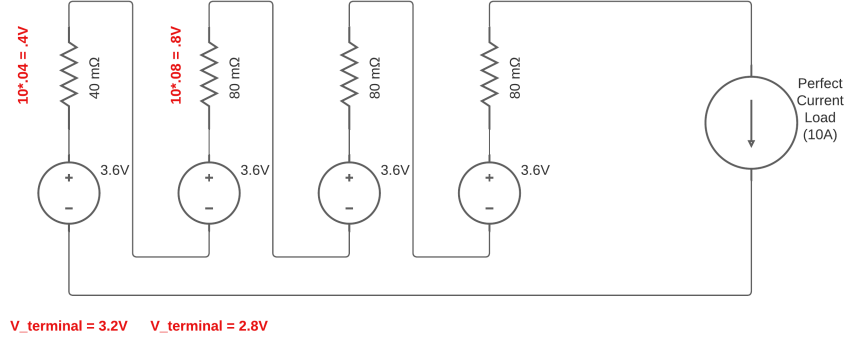 10*.04 = .4V
40 mΩ
10*.08 = .8V
80 mΩ
80 mΩ
80 mΩ
Perfect
Current
Load
(10A)
3.6V
3.6V
3.6V
3.6V
V_terminal = 3.2V
V_terminal = 2.8V